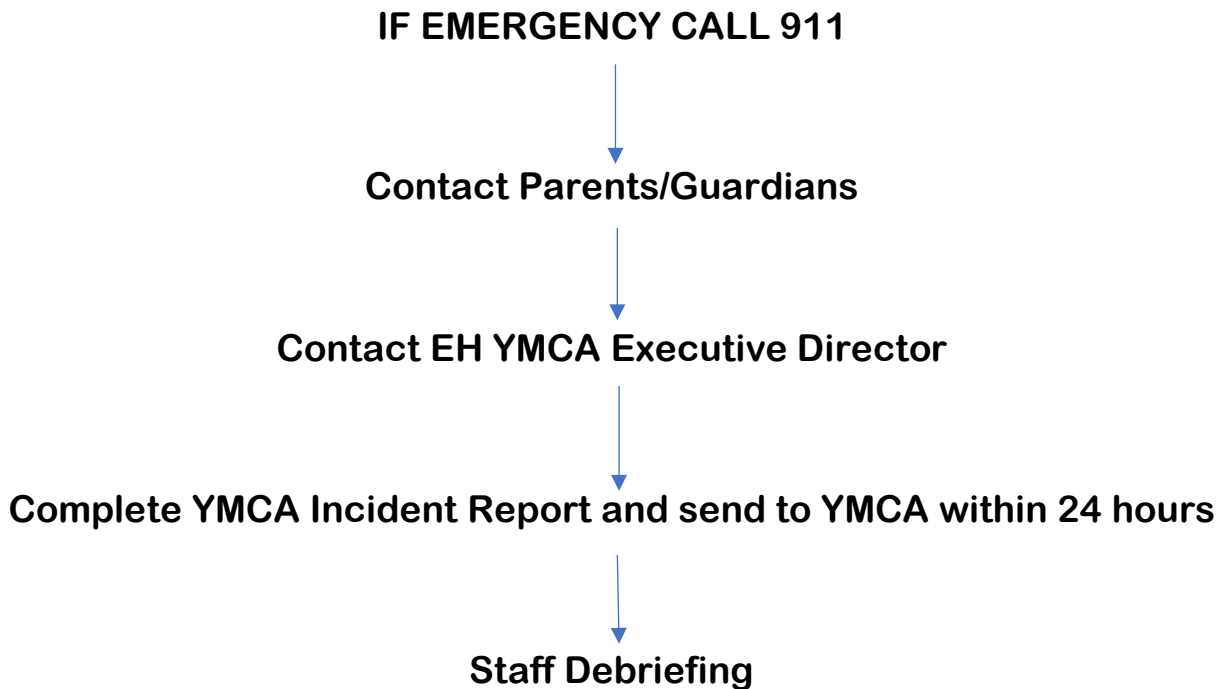 IF EMERGENCY CALL 911
Contact Parents/Guardians
Contact EH YMCA Executive Director
Complete YMCA Incident Report and send to YMCA within 24 hours
Staff Debriefing